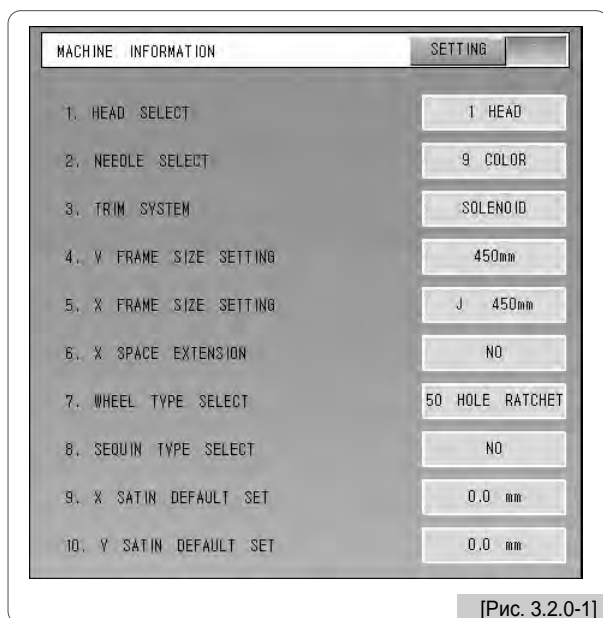 MACHINE INFORMATION SETTING
1. HEAD SELECT 1 HEAD
2. NEEDLE SELECT 9 COLOR
3. TRIM SYSTEM SOLENOID
4. Y FRAME SIZE SETTING 450mm
5. X FRAME SIZE SETTING J 450mm
6. X SPACE EXTENSION NO
7. WHEEL TYPE SELECT 50 HOLE RATCHET
8. SEQUIN TYPE SELECT NO
9. X SATIN DEFAULT SET 0.0 mm
10. Y SATIN DEFAULT SET 0.0 mm
[Рис. 3.2.0-1]